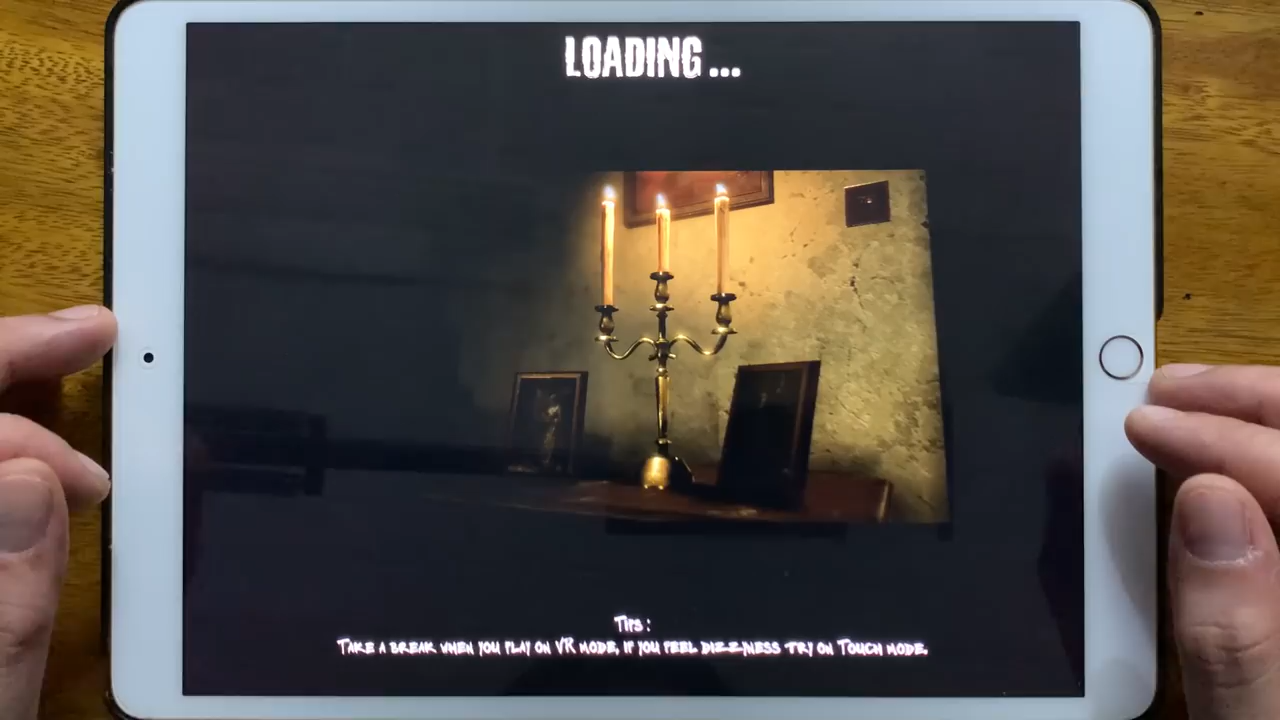 LOADING...
TIPS:
TAKE A BREAK WHEN YOU PLAY ON VR MODE, IF YOU FEEL DIZZINESS TRY ON TOUCH MODE.